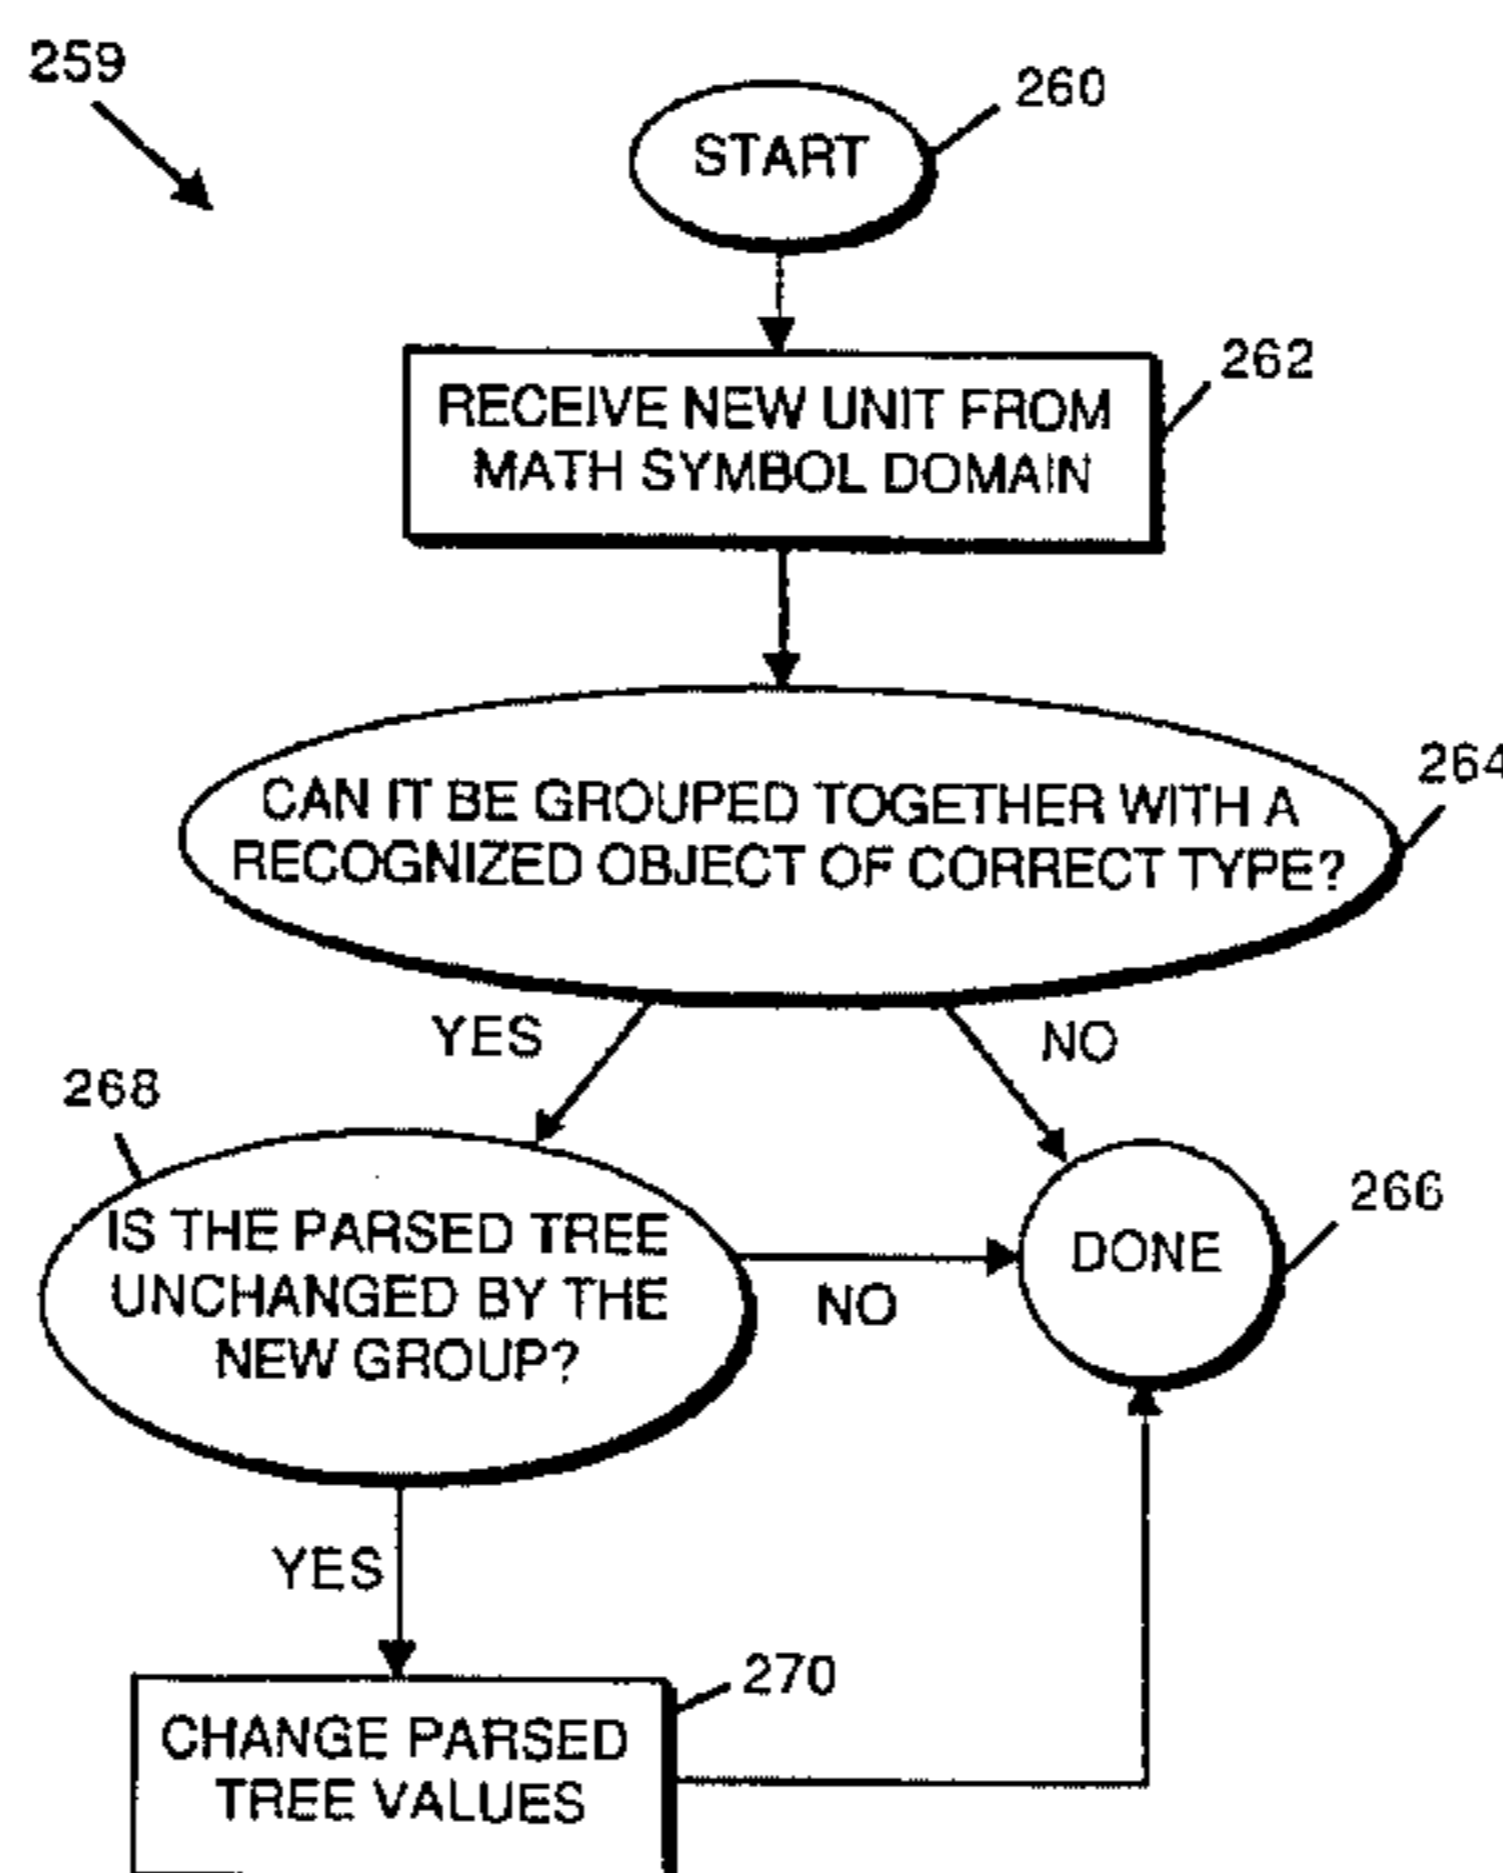 259
START
260
RECEIVE NEW UNIT FROM
MATH SYMBOL DOMAIN
262
CAN IT BE GROUPED TOGETHER WITH A
RECOGNIZED OBJECT OF CORRECT TYPE?
264
YES
NO
268
IS THE PARSED TREE
UNCHANGED BY THE
NEW GROUP?
NO
DONE
266
YES
CHANGE PARSED
TREE VALUES
270